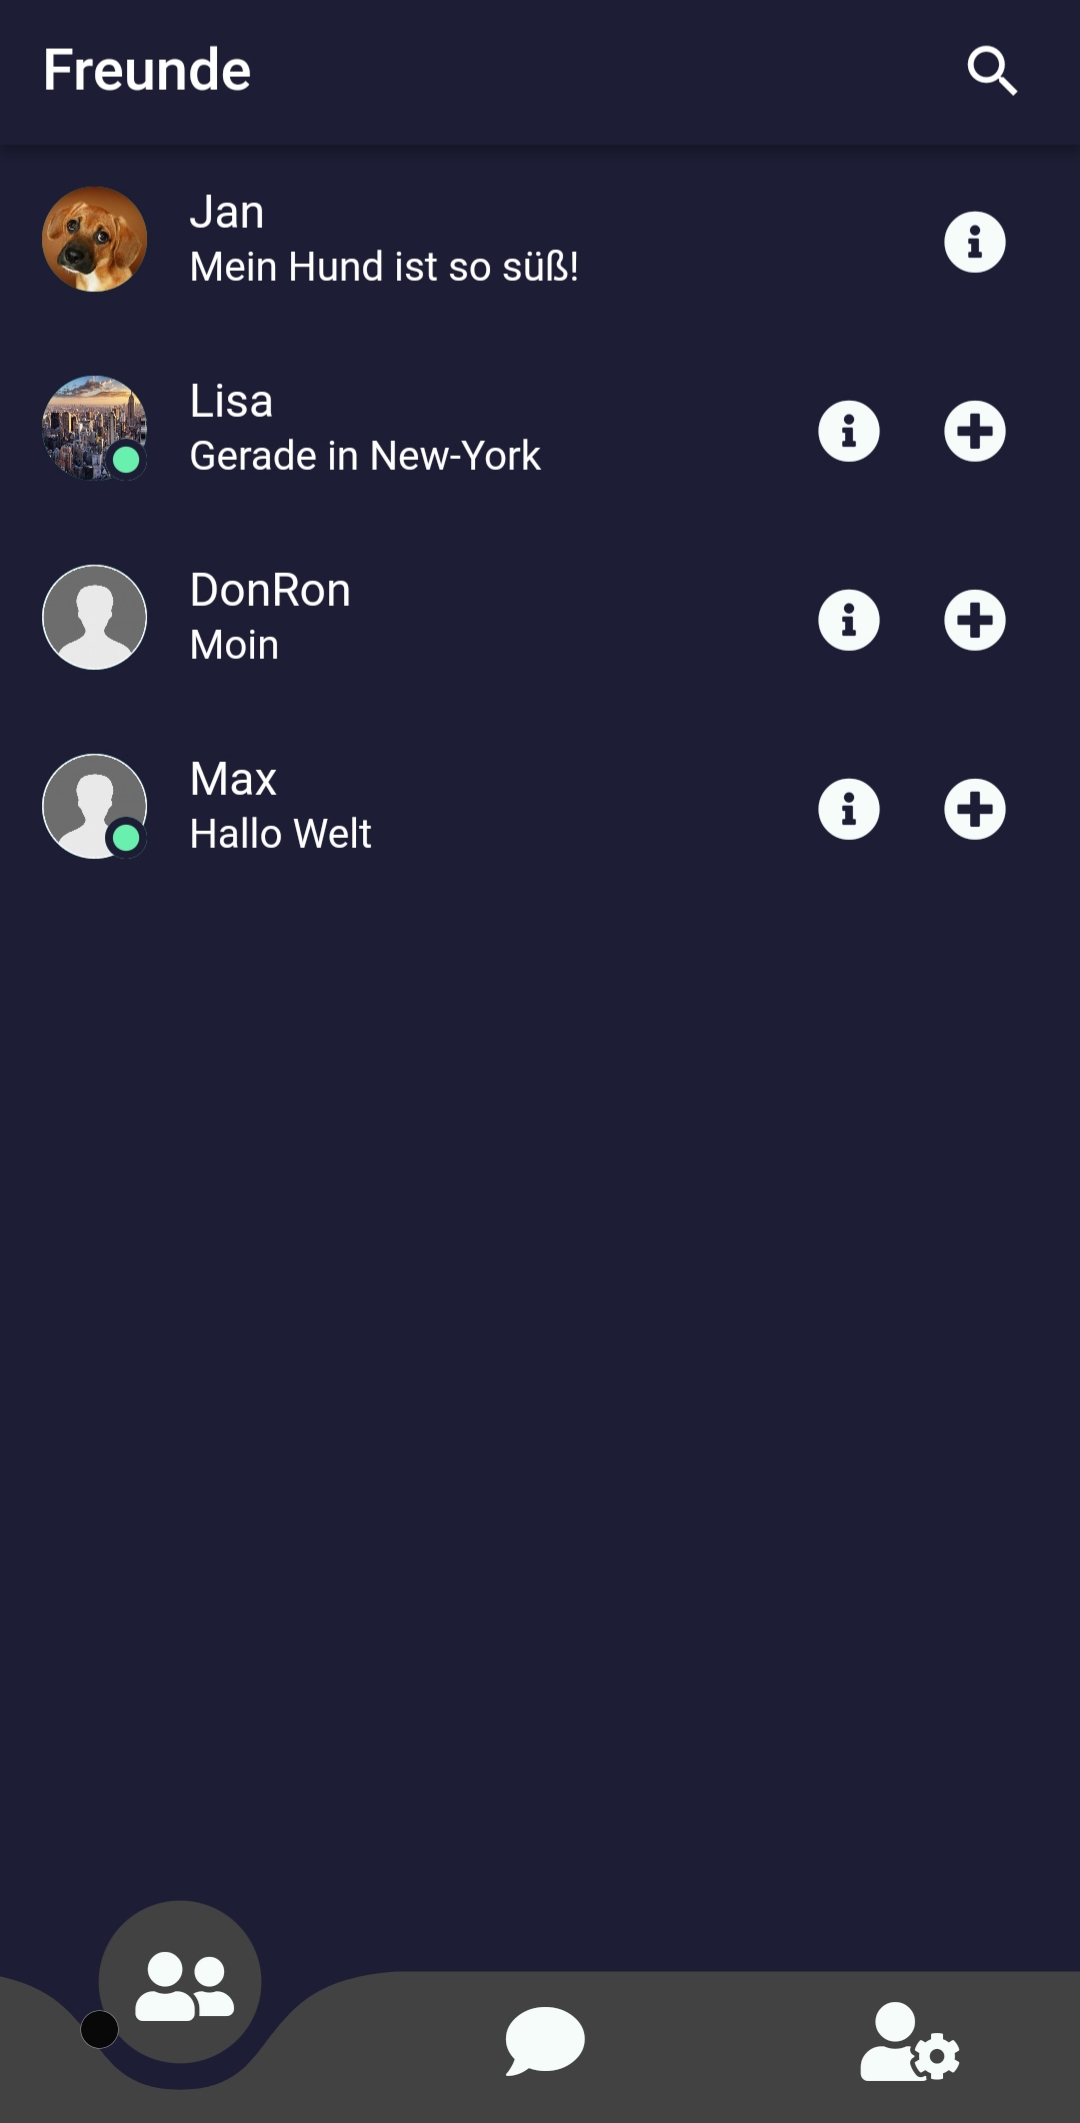 Freunde
Jan
Mein Hund ist so süß!
Lisa
Gerade in New-York
DonRon
Moin
Max
Hallo Welt